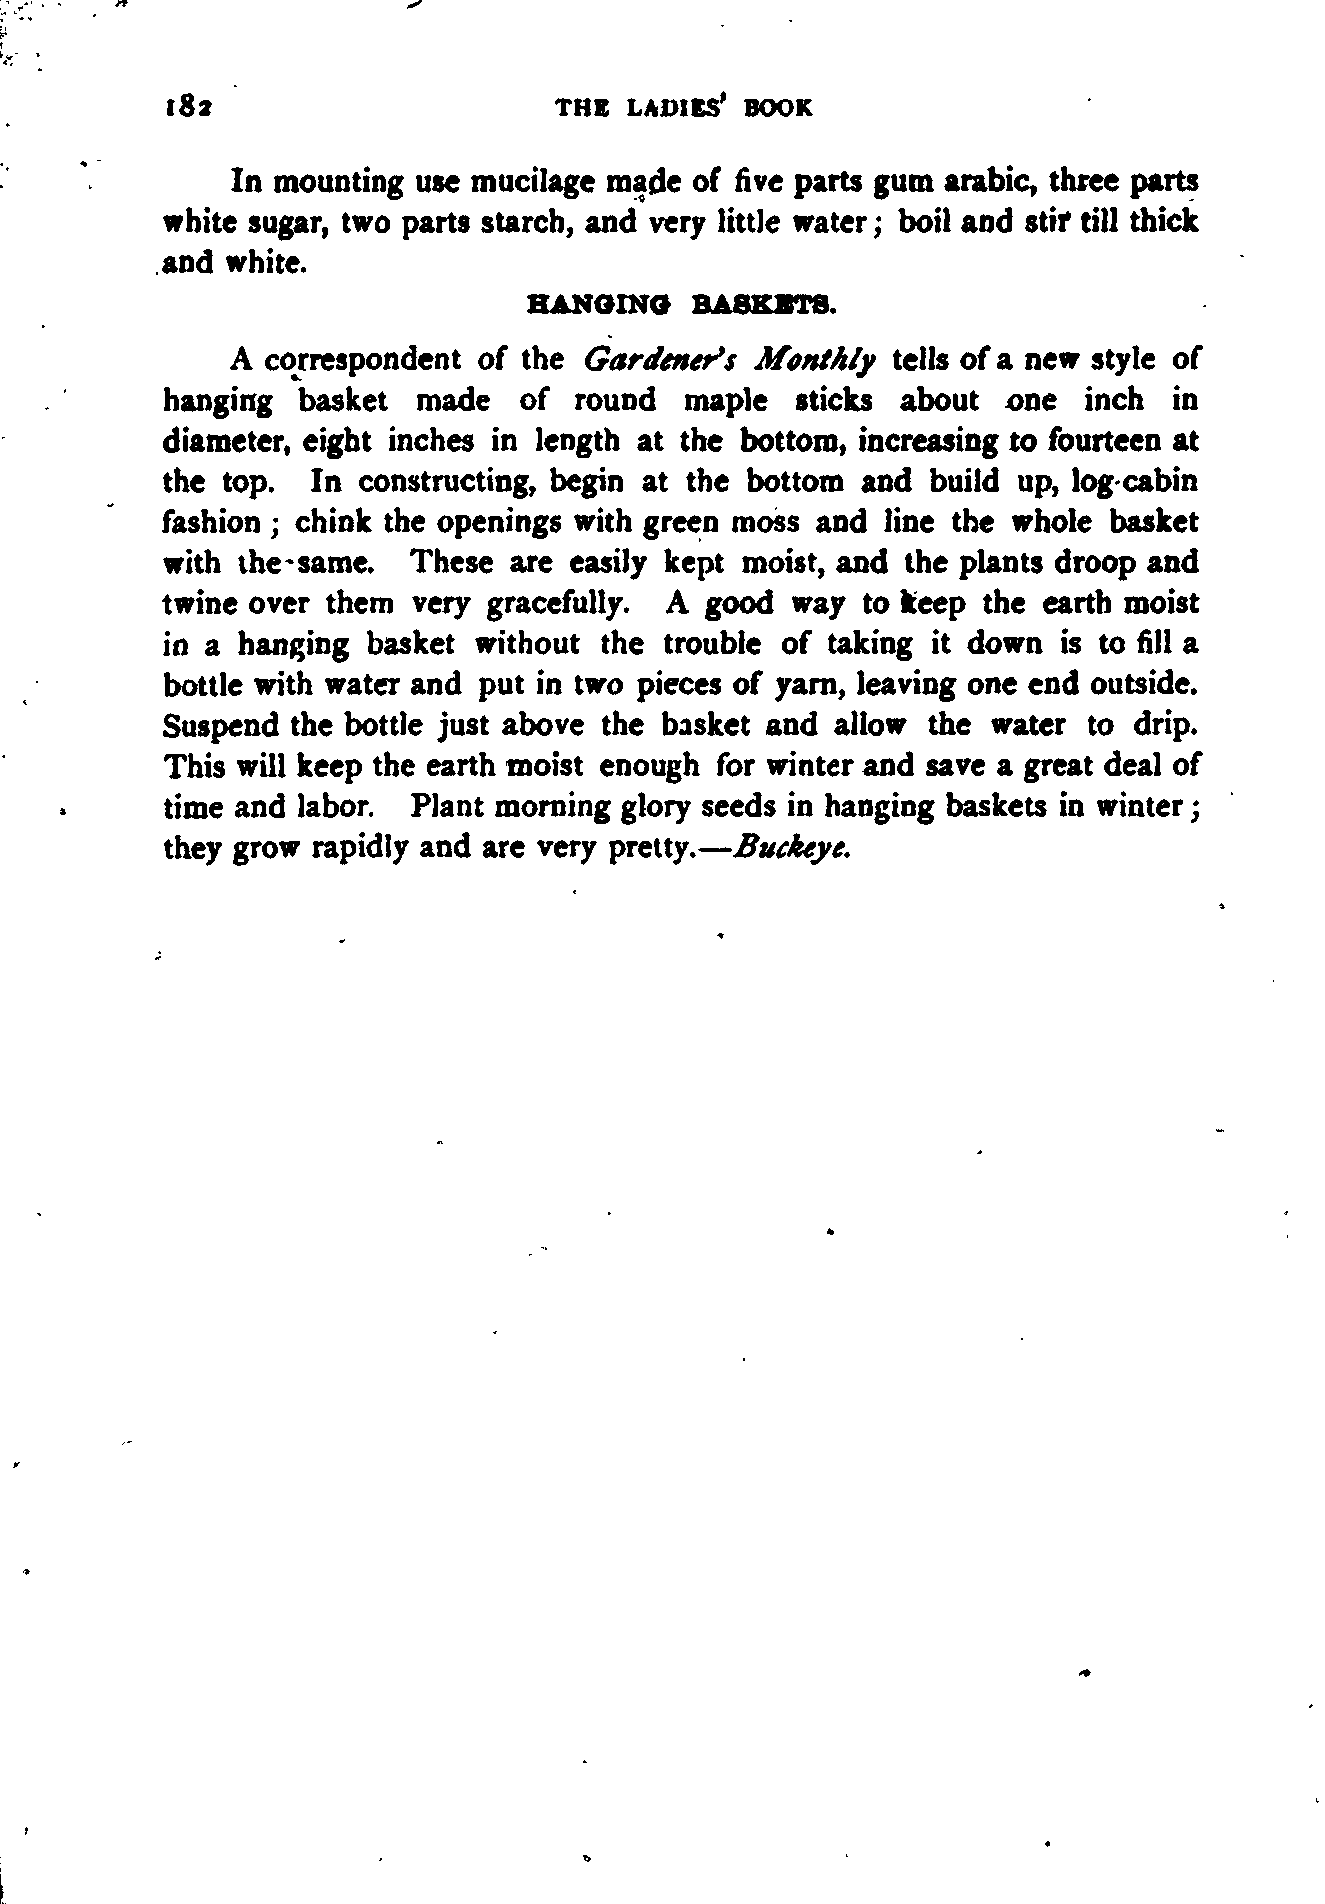 182 THE LADIES' BOOK
In mounting use mucilage made of five parts gum arabic, three parts
white sugar, two parts starch, and very little water; boil and stir till thick
and white.
HANGING BASKETS.
A correspondent of the Gardener's Monthly tells of a new style of
hanging basket made of round maple sticks about one inch in
diameter, eight inches in length at the bottom, increasing to fourteen at
the top. In constructing, begin at the bottom and build up, log-cabin
fashion; chink the openings with green moss and line the whole basket
with the same. These are easily kept moist, and the plants droop and
twine over them very gracefully. A good way to keep the earth moist
in a hanging basket without the trouble of taking it down is to fill a
bottle with water and put in two pieces of yarn, leaving one end outside.
Suspend the bottle just above the basket and allow the water to drip.
This will keep the earth moist enough for winter and save a great deal of
time and labor. Plant morning glory seeds in hanging baskets in winter;
they grow rapidly and are very pretty.—Buckeye.